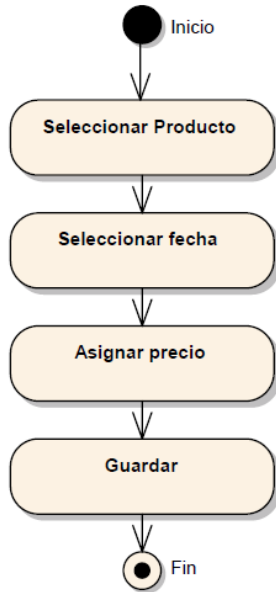 Inicio
Seleccionar Producto
Seleccionar fecha
Asignar precio
Guardar
Fin